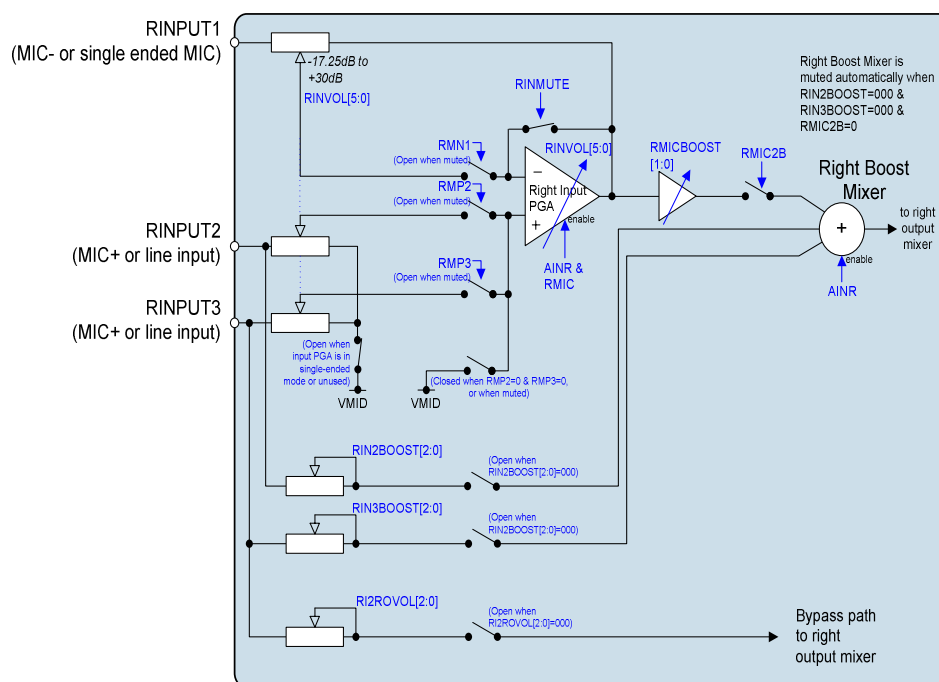 RINPUT1
(MIC- or single ended MIC)
-17.25dB to
+30dB
RINVOL[5:0]
RINMUTE
Right Boost Mixer is
muted automatically when
RIN2BOOST=000 &
RIN3BOOST=000 &
RMIC2B=0
RMN1
(Open when muted)
RINVOL[5:0]
RMICBOOST
[1:0]
RMIC2B
Right Boost
Mixer
RMP2
(Open when muted)
−
Right Input
PGA
+
enable
to right
output
mixer
+
enable
RINPUT2
(MIC+ or line input)
RMP3
(Open when muted)
AINR &
RMIC
AINR
RINPUT3
(MIC+ or line input)
(Open when
input PGA is in
single-ended
mode or unused)
VMID
(Closed when RMP2=0 & RMP3=0,
or when muted)
VMID
RIN2BOOST[2:0]
(Open when
RIN2BOOST[2:0]=000)
RIN3BOOST[2:0]
(Open when
RIN2BOOST[2:0]=000)
RI2ROVOL[2:0]
(Open when
RI2ROVOL[2:0]=000)
Bypass path
to right
output mixer